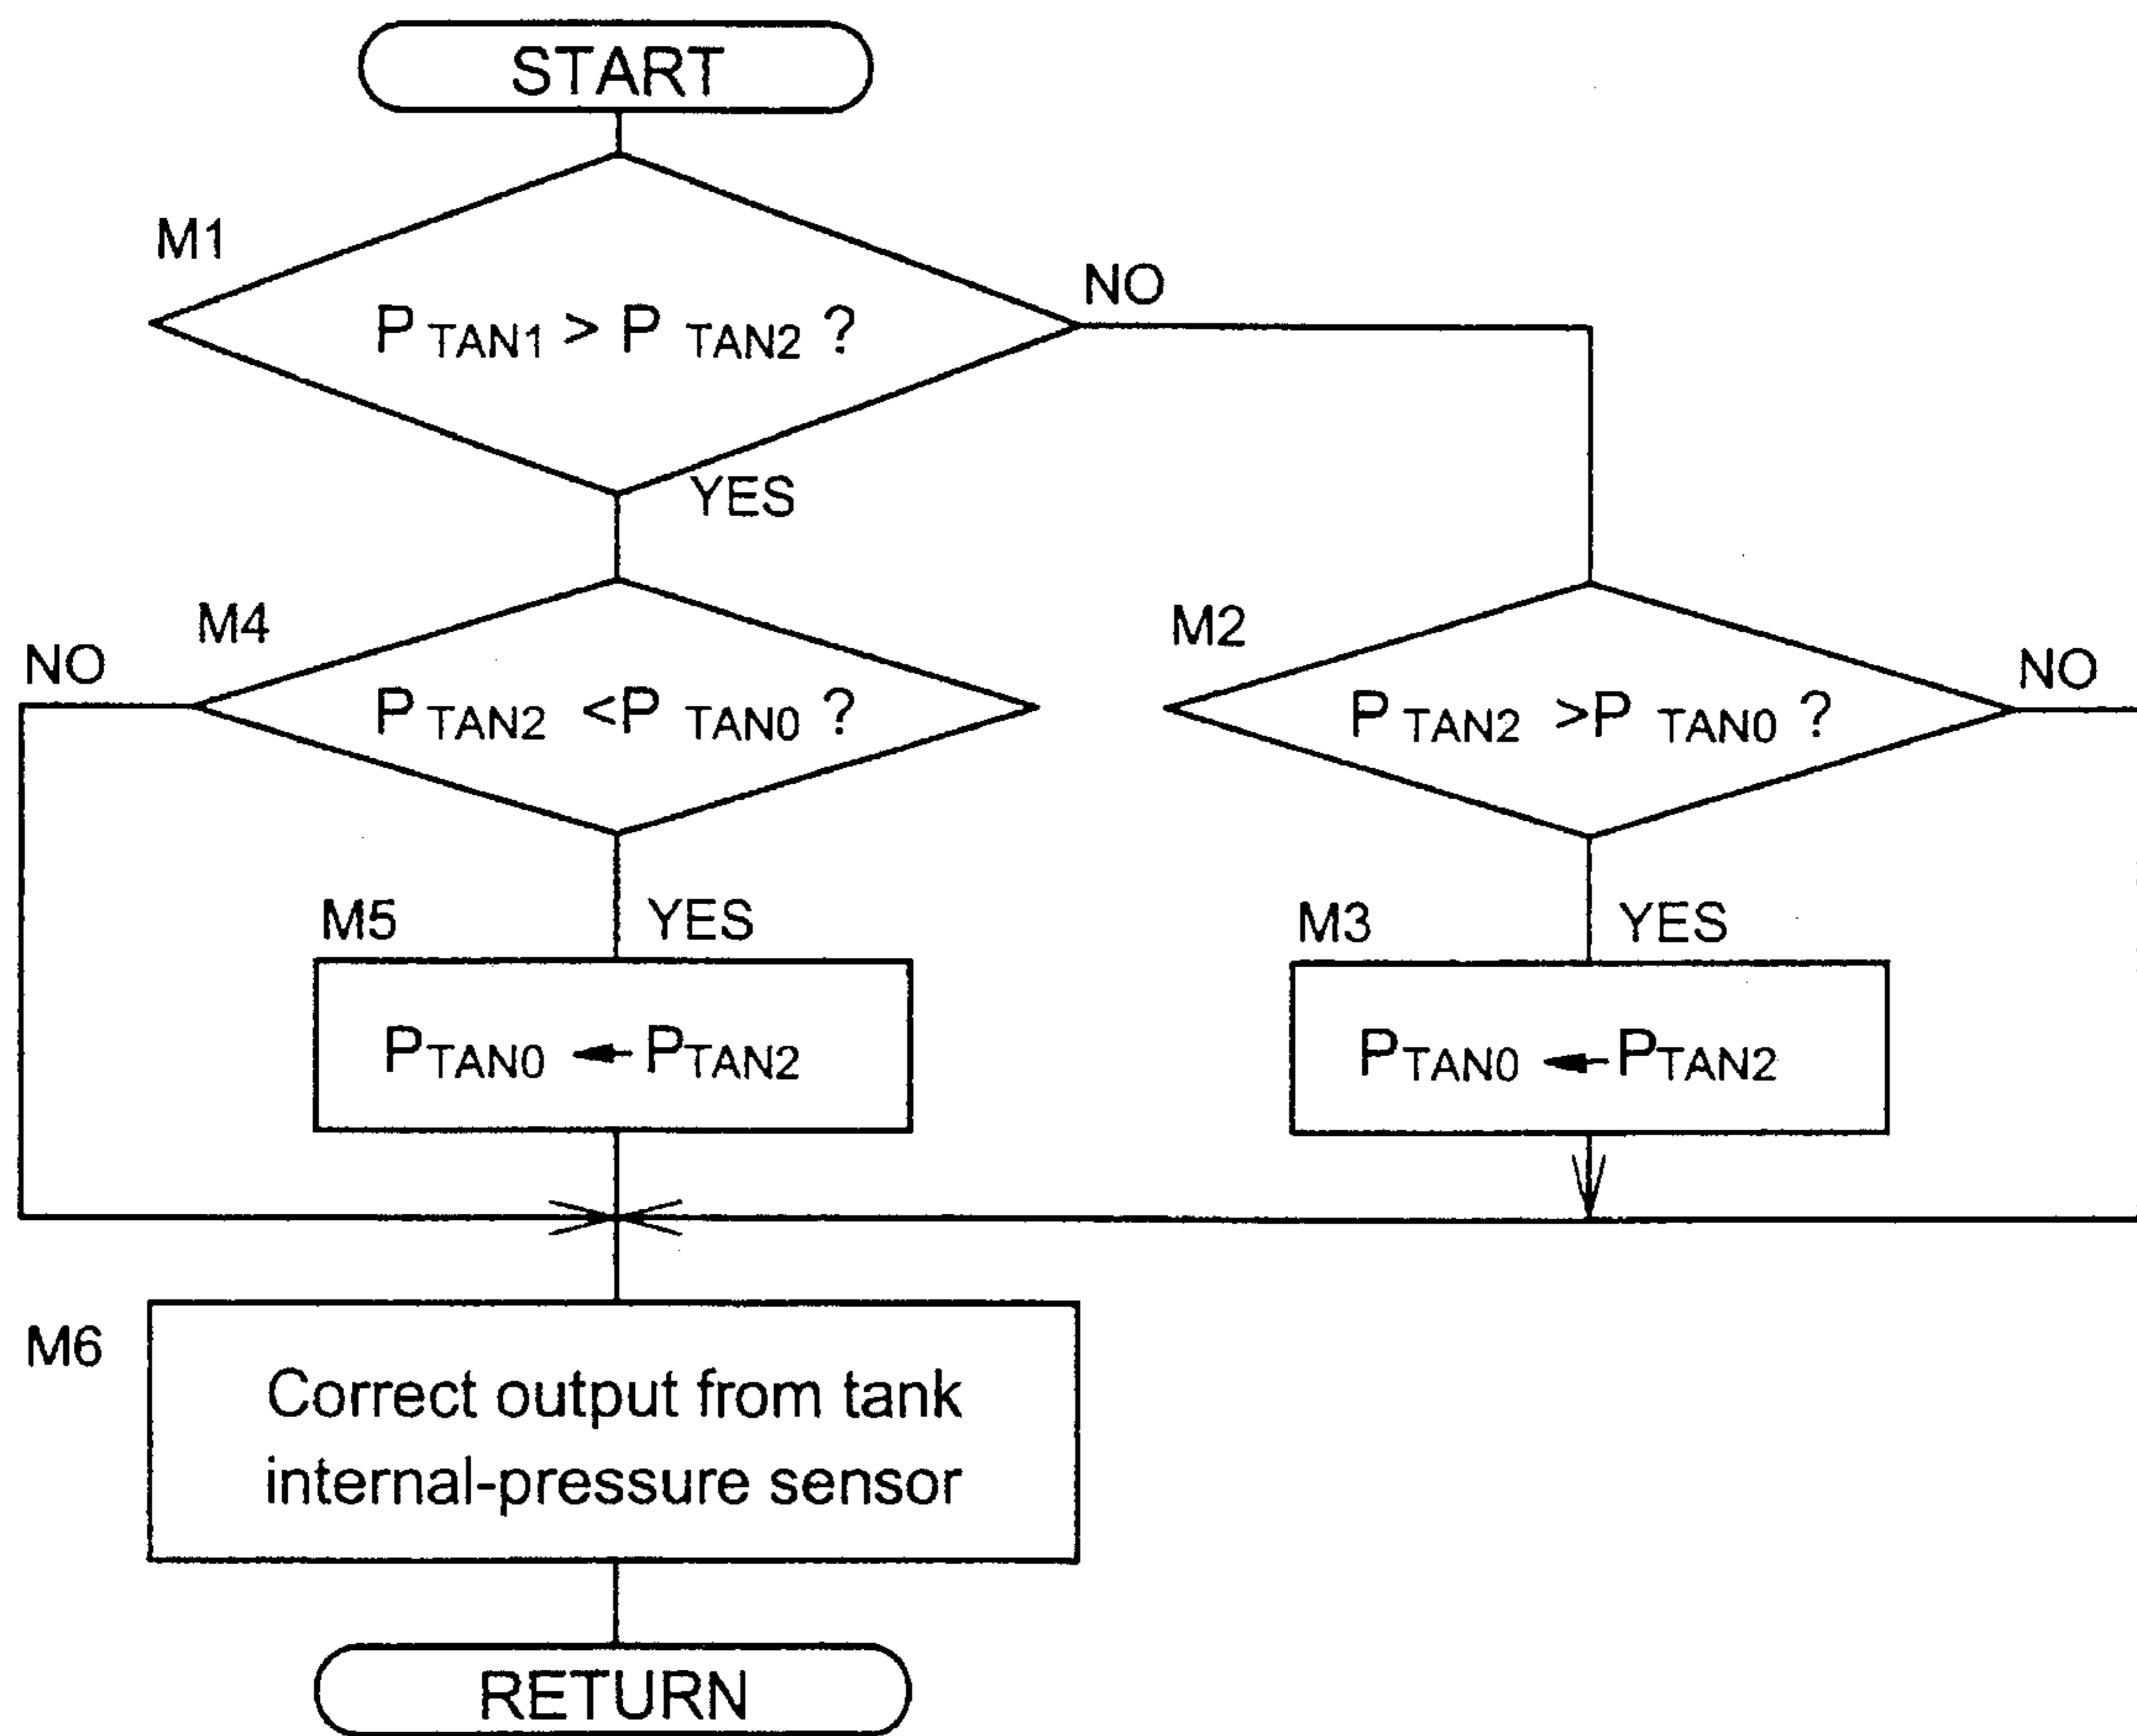 START
M1
P TAN1 > P TAN2 ?
NO
YES
M4
NO
P TAN2 <P TAN0 ?
M2
NO
P TAN2 >P TAN0 ?
M5
YES
PTAN0 ← PTAN2
M3
YES
PTAN0 ← PTAN2
M6
Correct output from tank
internal-pressure sensor
RETURN